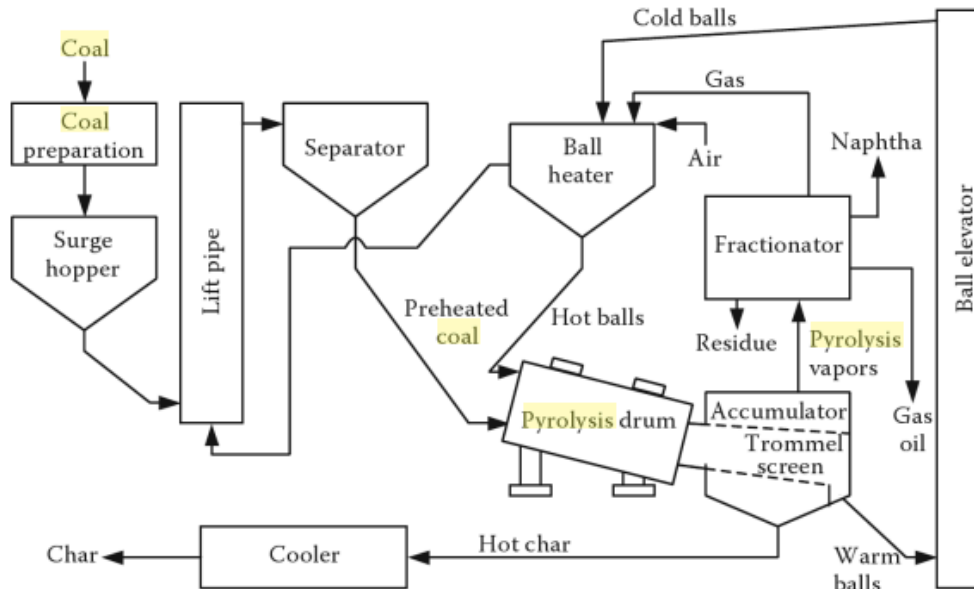 Coal
Coal
preparation
Surge
hopper
Lift pipe
Separator
Preheated
coal
Cold balls
Gas
Air
Ball
heater
Hot balls
Naphtha
Fractionator
Residue
Pyrolysis
vapors
Gas
oil
Pyrolysis drum
Accumulator
Trommel
screen
Ball elevator
Warm
balls
Hot char
Cooler
Char